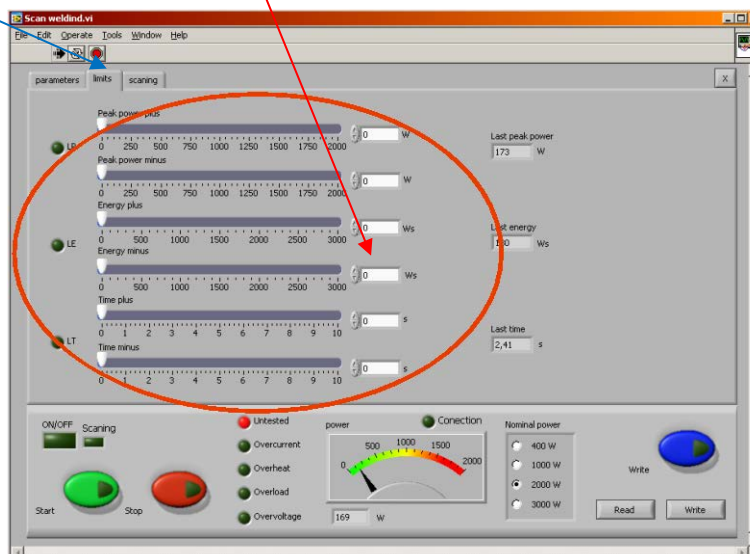 Scan weldind.vi
File Edit Operate Tools Window Help
parameters limits scaning X
Peak power plus
LP 0 250 500 750 1000 1250 1500 1750 2000 0 W
Last peak power
173 W
Peak power minus
0 250 500 750 1000 1250 1500 1750 2000 0 W
Energy plus
0 500 1000 1500 2000 2500 3000 0 Ws
Last energy
Ws
LE
Energy minus
0 500 1000 1500 2000 2500 3000 0 Ws
Time plus
0 1 2 3 4 5 6 7 8 9 10 0 s
Last time
2,41 s
LT
Time minus
0 1 2 3 4 5 6 7 8 9 10 0 s
ON/OFF Scaning
Start Stop
Untested
Overcurrent
Overheat
Overload
Overvoltage
power Conection
0 500 1000 1500 2000
169 W
Nominal power
400 W
1000 W
2000 W
3000 W
Write
Read Write